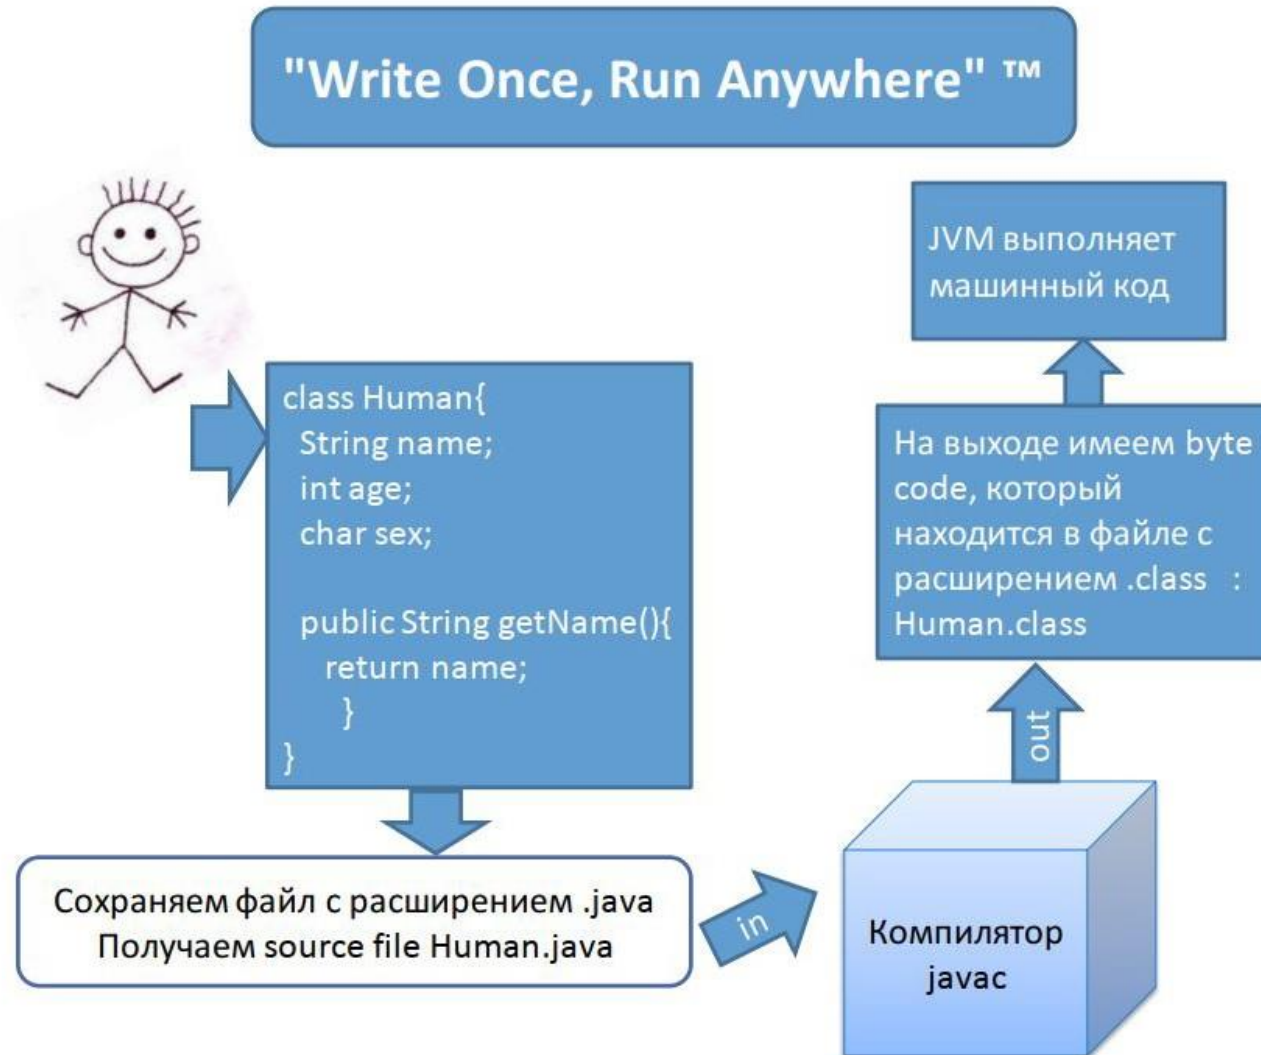 "Write Once, Run Anywhere" ™
class Human{
String name;
int age;
char sex;
public String getName(){
return name;
}
}
Сохраняем файл с расширением .java
Получаем source file Human.java
in
Компилятор
javac
out
На выходе имеем byte
code, который
находится в файле с
расширением .class :
Human.class
JVM выполняет
машинный код